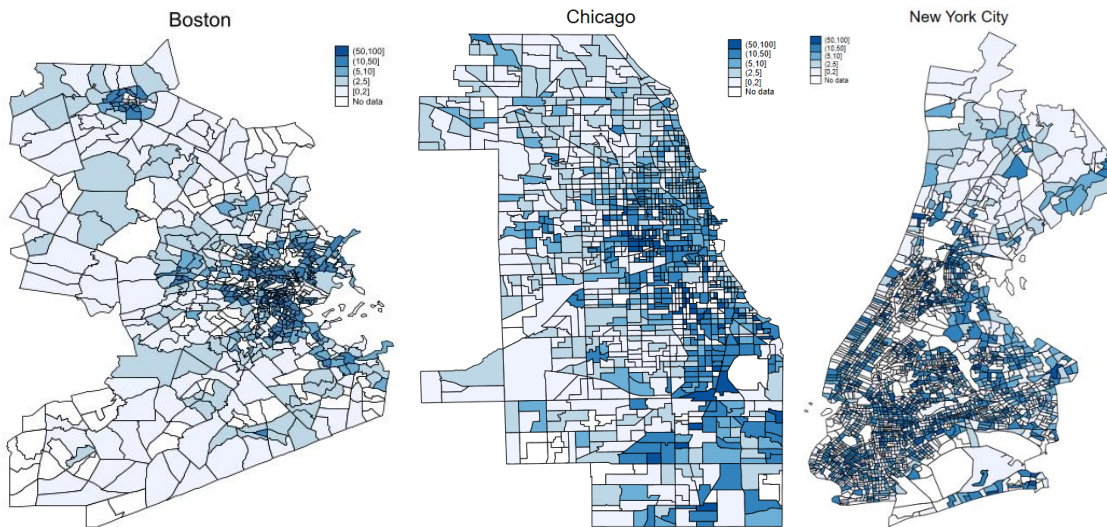 Boston
(50,100]
(10,50]
(5,10]
(2,5]
[0,2]
No data
Chicago
(50,100]
(10,50]
(5,10]
(2,5]
[0,2]
No data
New York City
(50,100]
(10,50]
(5,10]
(2,5]
[0,2]
No data